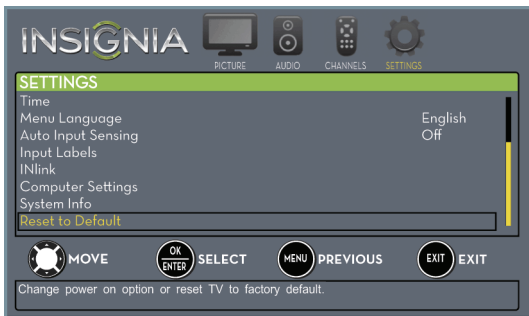 INSIGNIA
PICTURE AUDIO CHANNELS SETTINGS
SETTINGS
Time
Menu Language English
Auto Input Sensing Off
Input Labels
INlink
Computer Settings
System Info
Reset to Default
MOVE OK ENTER SELECT MENU PREVIOUS EXIT EXIT
Change power on option or reset TV to factory default.